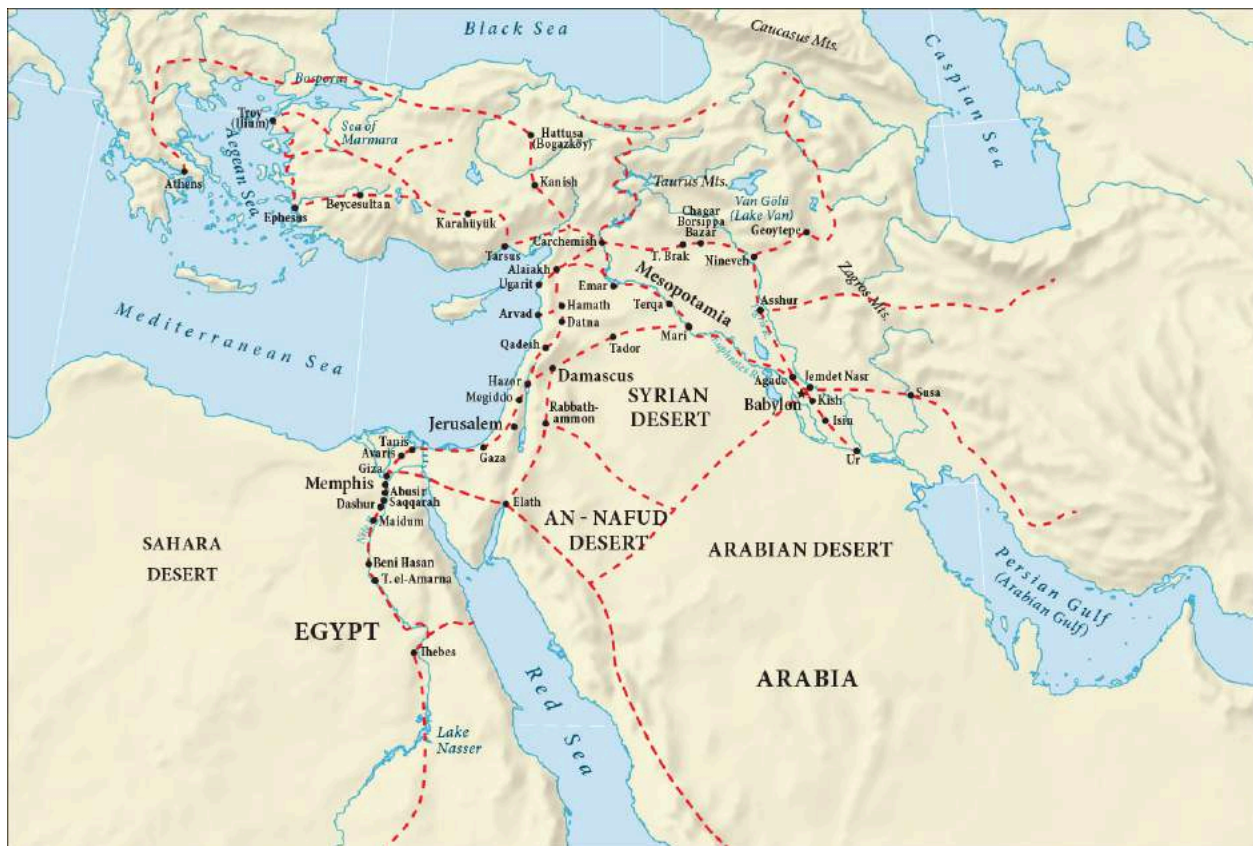 Black Sea
Caucasus Mts.
Caspian Sea
Bosporus
Troy
(Ilium)
Sea of
Marmara
Aegean Sea
Athens
Hattusa
(Bogazköy)
Kanish
Taurus Mts.
Van Gölü
(Lake Van)
Chagar
Borsippa
Bazar
Geoytepe
Ephesus
Beycesultan
Karahüyük
Tarsus
Carchemish
T. Brak
Nineveh
Zagros Mts.
Alalakh
Ugarit
Emar
Mesopotamia
Hamath
Terqa
Asshur
Arvad
Datna
Mari
Mediterranean Sea
Qadesh
Tador
Euphrates R.
Hazor
Damascus
Agade
Jemdet Nasr
Megiddo
SYRIAN
DESERT
Babylon
Kish
Susa
Rabbath-
ammon
Isin
Jerusalem
Ur
Tanis
Avaris
Gaza
Giza
Memphis
Abusir
Saqqarah
Dashur
Maidum
Elath
AN - NAFUD
DESERT
ARABIAN DESERT
SAHARA
DESERT
Persian Gulf
(Arabian Gulf)
Beni Hasan
T. el-Amarna
EGYPT
Thebes
Red Sea
ARABIA
Lake
Nasser